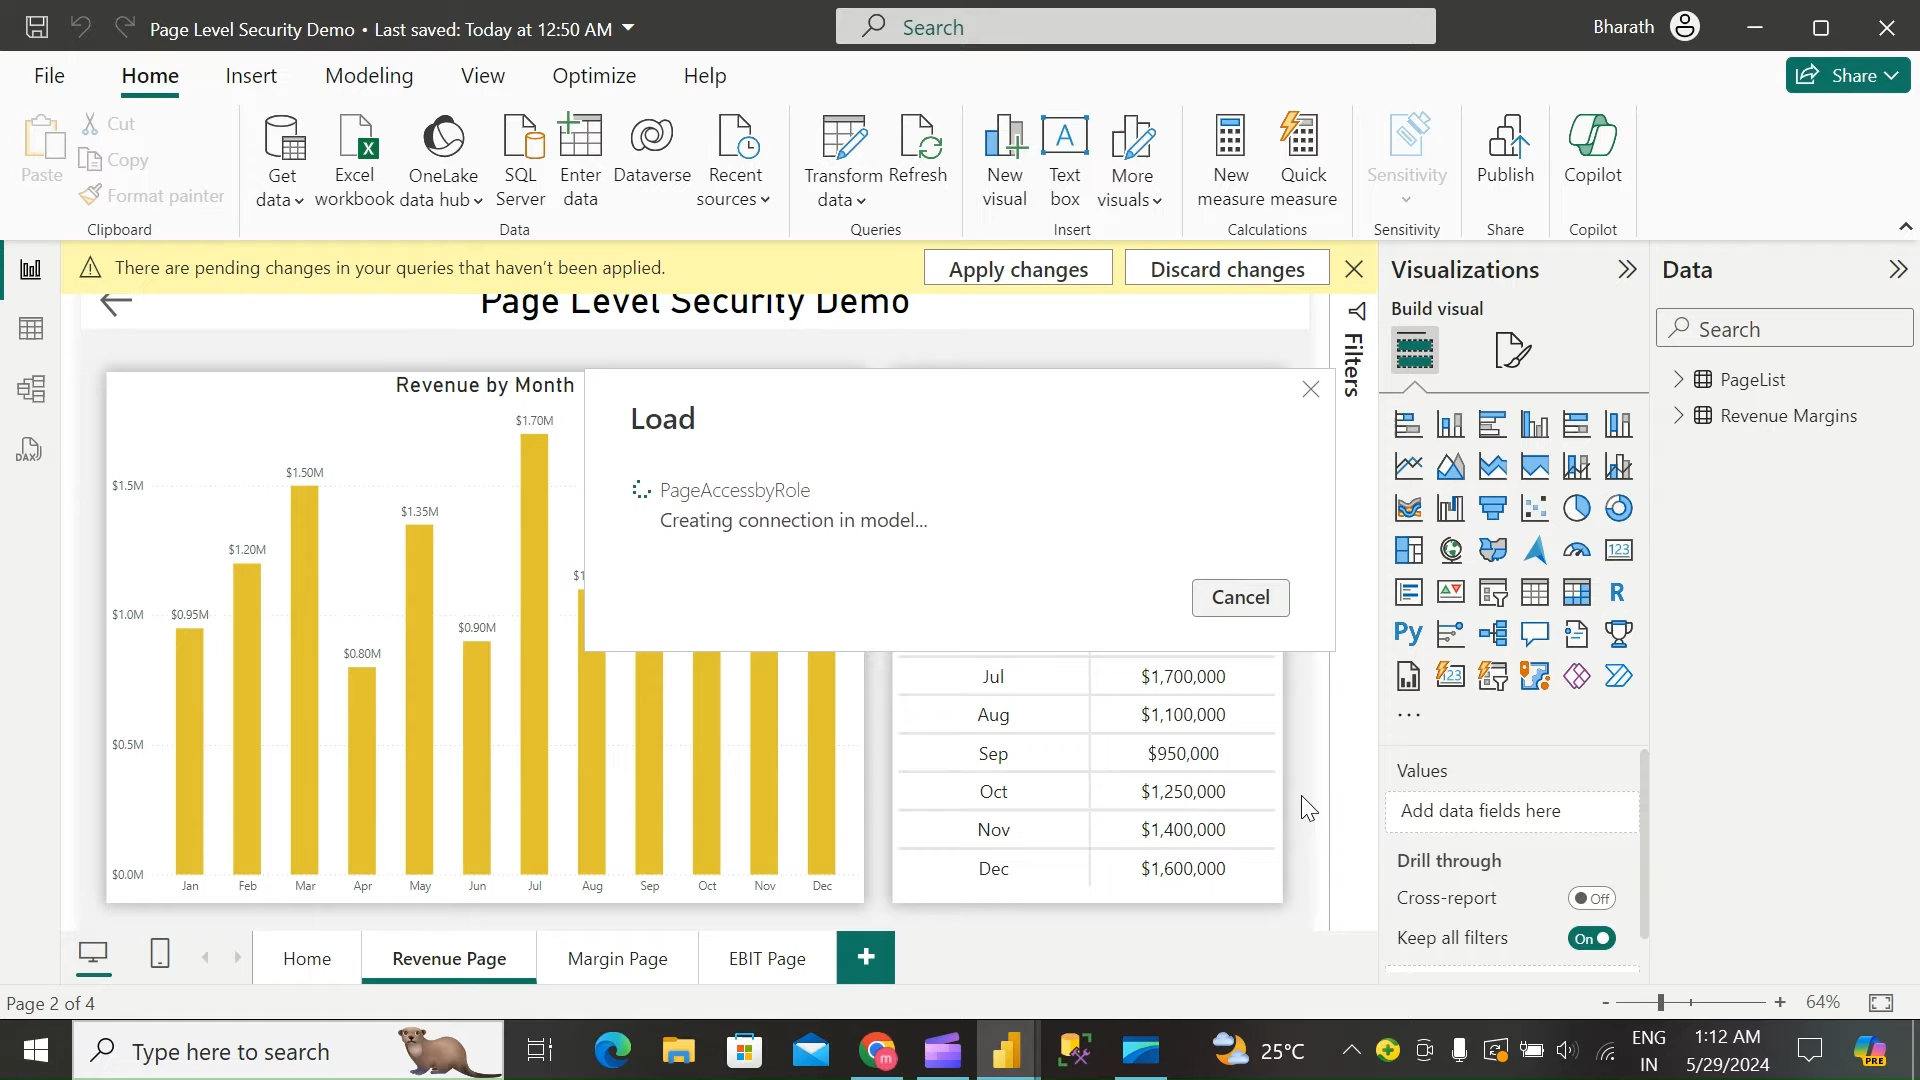 Page Level Security Demo • Last saved: Today at 12:50 AM
Search
Bharath
File
Home
Insert
Modeling
View
Optimize
Help
Share
Paste
Cut
Copy
Format painter
Clipboard
Get data
Excel workbook
OneLake data hub
SQL Server
Enter data
Dataverse
Recent sources
Data
Transform data
Refresh
Queries
New visual
Text box
More visuals
Insert
New measure
Quick measure
Calculations
Sensitivity
Sensitivity
Publish
Share
Copilot
Copilot
There are pending changes in your queries that haven't been applied.
Apply changes
Discard changes
Page Level Security Demo
Revenue by Month
$1.5M
$1.0M
$0.5M
$0.0M
$0.95M
$1.20M
$1.50M
$0.80M
$1.35M
$0.90M
$1.70M
$1
Jan
Feb
Mar
Apr
May
Jun
Jul
Aug
Sep
Oct
Nov
Dec
Load
PageAccessbyRole
Creating connection in model...
Cancel
Jul $1,700,000
Aug $1,100,000
Sep $950,000
Oct $1,250,000
Nov $1,400,000
Dec $1,600,000
Filters
Visualizations
Build visual
123
R
Py
123
Values
Add data fields here
Drill through
Cross-report
Off
Keep all filters
On
Data
Search
PageList
Revenue Margins
DAX
Home
Revenue Page
Margin Page
EBIT Page
Page 2 of 4
- + 64%
Type here to search
m
25°C
ENG
IN
1:12 AM
5/29/2024
PRE